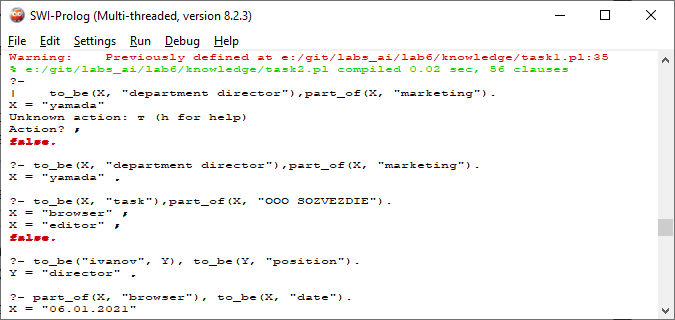 SWI-Prolog (Multi-threaded, version 8.2.3)
File Edit Settings Run Debug Help
Warning:    Previously defined at e:/git/labs_ai/lab6/knowledge/task1.pl:35
% e:/git/labs_ai/lab6/knowledge/task2.pl compiled 0.02 sec, 56 clauses
?-
|    to_be(X, "department director"),part_of(X, "marketing").
X = "yamada"
Unknown action: т (h for help)
Action? ;
false.
?- to_be(X, "department director"),part_of(X, "marketing").
X = "yamada" .
?- to_be(X, "task"),part_of(X, "OOO SOZVEZDIE").
X = "browser" ;
X = "editor" ;
false.
?- to_be("ivanov", Y), to_be(Y, "position").
Y = "director" .
?- part_of(X, "browser"), to_be(X, "date").
X = "06.01.2021"